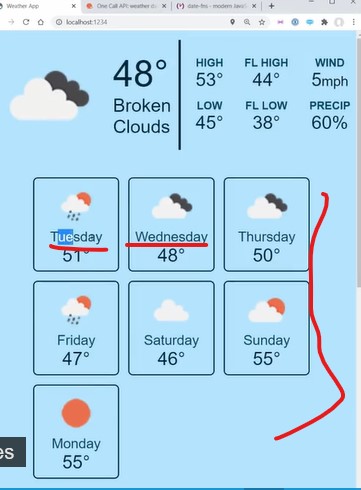 Weather App
One Call API: weather d
date-fns - modern JavaS
localhost:1234
48°
Broken
Clouds
HIGH FL HIGH WIND
53° 44° 5mph
LOW FL LOW PRECIP
45° 38° 60%
Tuesday Wednesday Thursday
51° 48° 50°
Friday Saturday Sunday
47° 46° 55°
Monday
55°
es